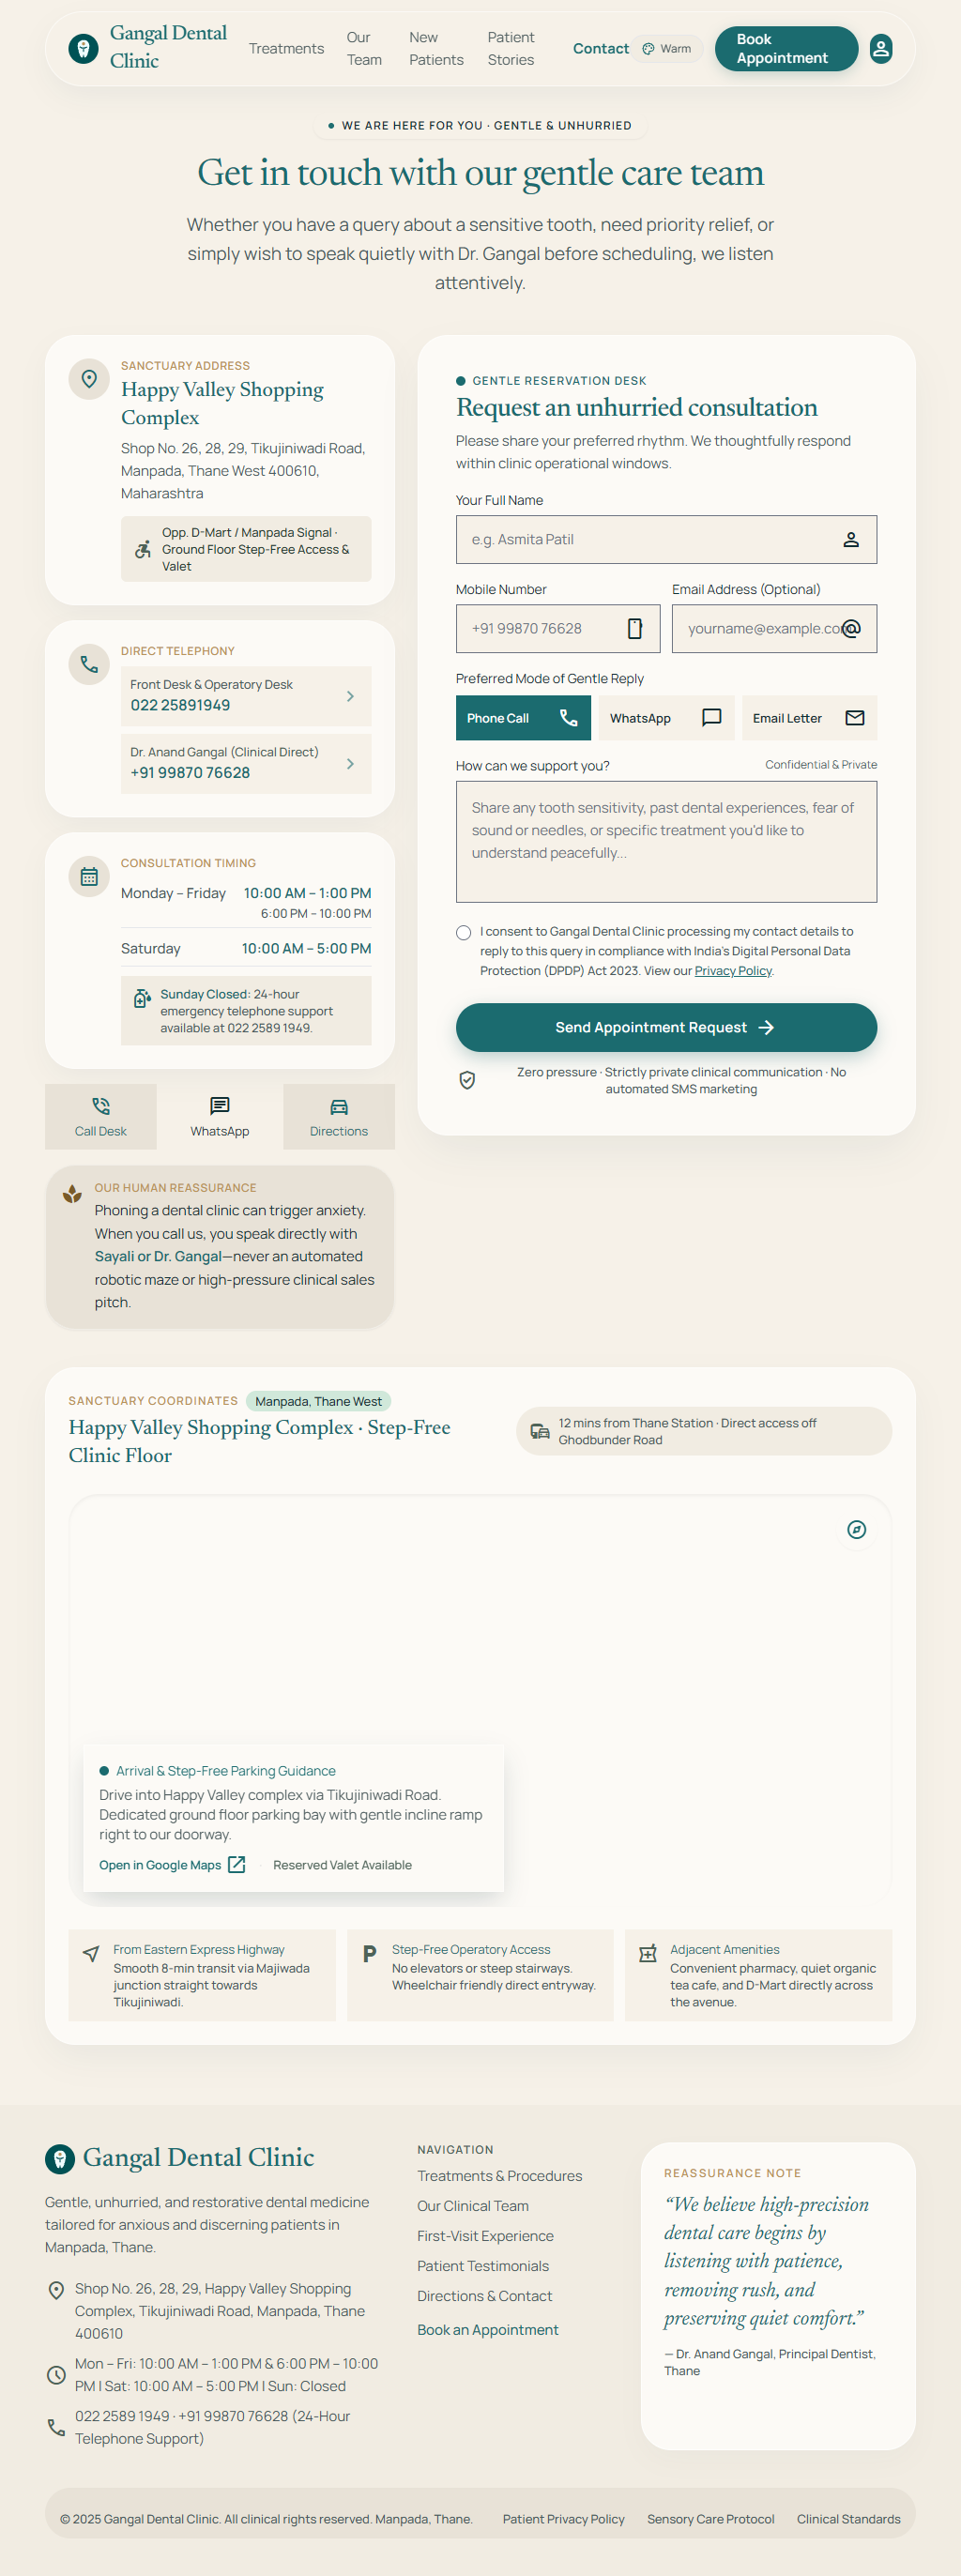 Gangal Dental
Clinic
Treatments
Our
Team
New
Patients
Patient
Stories
Contact
Warm
Book
Appointment
WE ARE HERE FOR YOU · GENTLE & UNHURRIED
Get in touch with our gentle care team
Whether you have a query about a sensitive tooth, need priority relief, or
simply wish to speak quietly with Dr. Gangal before scheduling, we listen
attentively.
SANCTUARY ADDRESS
Happy Valley Shopping
Complex
Shop No. 26, 28, 29, Tikujiniwadi Road,
Manpada, Thane West 400610,
Maharashtra
Opp. D-Mart / Manpada Signal ·
Ground Floor Step-Free Access &
Valet
DIRECT TELEPHONY
Front Desk & Operatory Desk
022 25891949
Dr. Anand Gangal (Clinical Direct)
+91 99870 76628
CONSULTATION TIMING
Monday – Friday 10:00 AM – 1:00 PM
6:00 PM – 10:00 PM
Saturday 10:00 AM – 5:00 PM
Sunday Closed: 24-hour
emergency telephone support
available at 022 2589 1949.
Call Desk
WhatsApp
Directions
OUR HUMAN REASSURANCE
Phoning a dental clinic can trigger anxiety.
When you call us, you speak directly with
Sayali or Dr. Gangal—never an automated
robotic maze or high-pressure clinical sales
pitch.
GENTLE RESERVATION DESK
Request an unhurried consultation
Please share your preferred rhythm. We thoughtfully respond
within clinic operational windows.
Your Full Name
e.g. Asmita Patil
Mobile Number
+91 99870 76628
Email Address (Optional)
yourname@example.com
Preferred Mode of Gentle Reply
Phone Call
WhatsApp
Email Letter
How can we support you?
Confidential & Private
Share any tooth sensitivity, past dental experiences, fear of
sound or needles, or specific treatment you'd like to
understand peacefully...
I consent to Gangal Dental Clinic processing my contact details to
reply to this query in compliance with India's Digital Personal Data
Protection (DPDP) Act 2023. View our Privacy Policy.
Send Appointment Request
Zero pressure · Strictly private clinical communication · No
automated SMS marketing
SANCTUARY COORDINATES
Manpada, Thane West
Happy Valley Shopping Complex · Step-Free
Clinic Floor
12 mins from Thane Station · Direct access off
Ghodbunder Road
Arrival & Step-Free Parking Guidance
Drive into Happy Valley complex via Tikujiniwadi Road.
Dedicated ground floor parking bay with gentle incline ramp
right to our doorway.
Open in Google Maps
Reserved Valet Available
From Eastern Express Highway
Smooth 8-min transit via Majiwada
junction straight towards
Tikujiniwadi.
Step-Free Operatory Access
No elevators or steep stairways.
Wheelchair friendly direct entryway.
Adjacent Amenities
Convenient pharmacy, quiet organic
tea cafe, and D-Mart directly across
the avenue.
Gangal Dental Clinic
Gentle, unhurried, and restorative dental medicine
tailored for anxious and discerning patients in
Manpada, Thane.
Shop No. 26, 28, 29, Happy Valley Shopping
Complex, Tikujiniwadi Road, Manpada, Thane
400610
Mon – Fri: 10:00 AM – 1:00 PM & 6:00 PM – 10:00
PM | Sat: 10:00 AM – 5:00 PM | Sun: Closed
022 2589 1949 · +91 99870 76628 (24-Hour
Telephone Support)
NAVIGATION
Treatments & Procedures
Our Clinical Team
First-Visit Experience
Patient Testimonials
Directions & Contact
Book an Appointment
REASSURANCE NOTE
“We believe high-precision
dental care begins by
listening with patience,
removing rush, and
preserving quiet comfort.”
— Dr. Anand Gangal, Principal Dentist,
Thane
© 2025 Gangal Dental Clinic. All clinical rights reserved. Manpada, Thane.
Patient Privacy Policy
Sensory Care Protocol
Clinical Standards